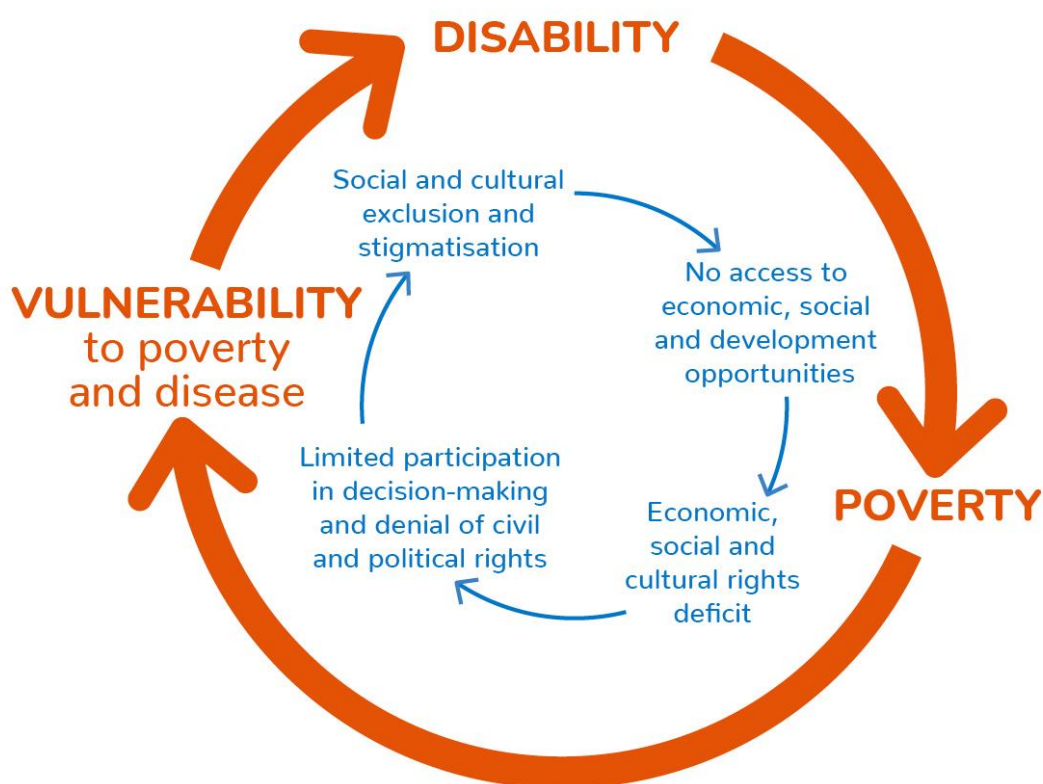 DISABILITY
Social and cultural
exclusion and
stigmatisation
No access to
economic, social
and development
opportunities
VULNERABILITY
to poverty
and disease
Limited participation
in decision-making
and denial of civil
and political rights
Economic,
social and
cultural rights
deficit
POVERTY